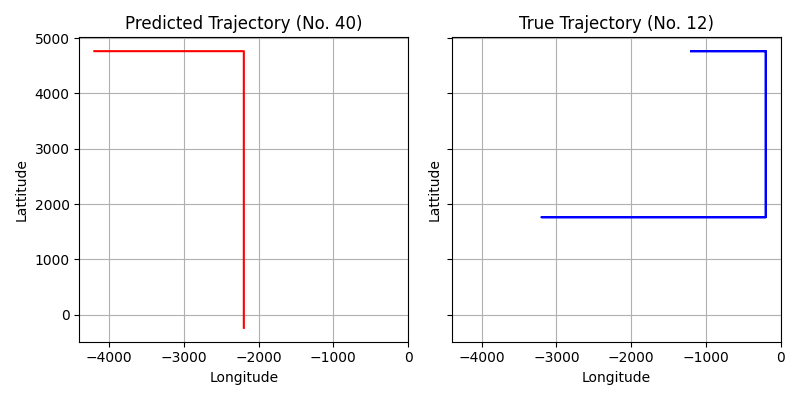 Predicted Trajectory (No. 40)
5000
4000
3000
2000
1000
0
Lattitude
−4000 −3000 −2000 −1000 0
Longitude
True Trajectory (No. 12)
Lattitude
−4000 −3000 −2000 −1000 0
Longitude